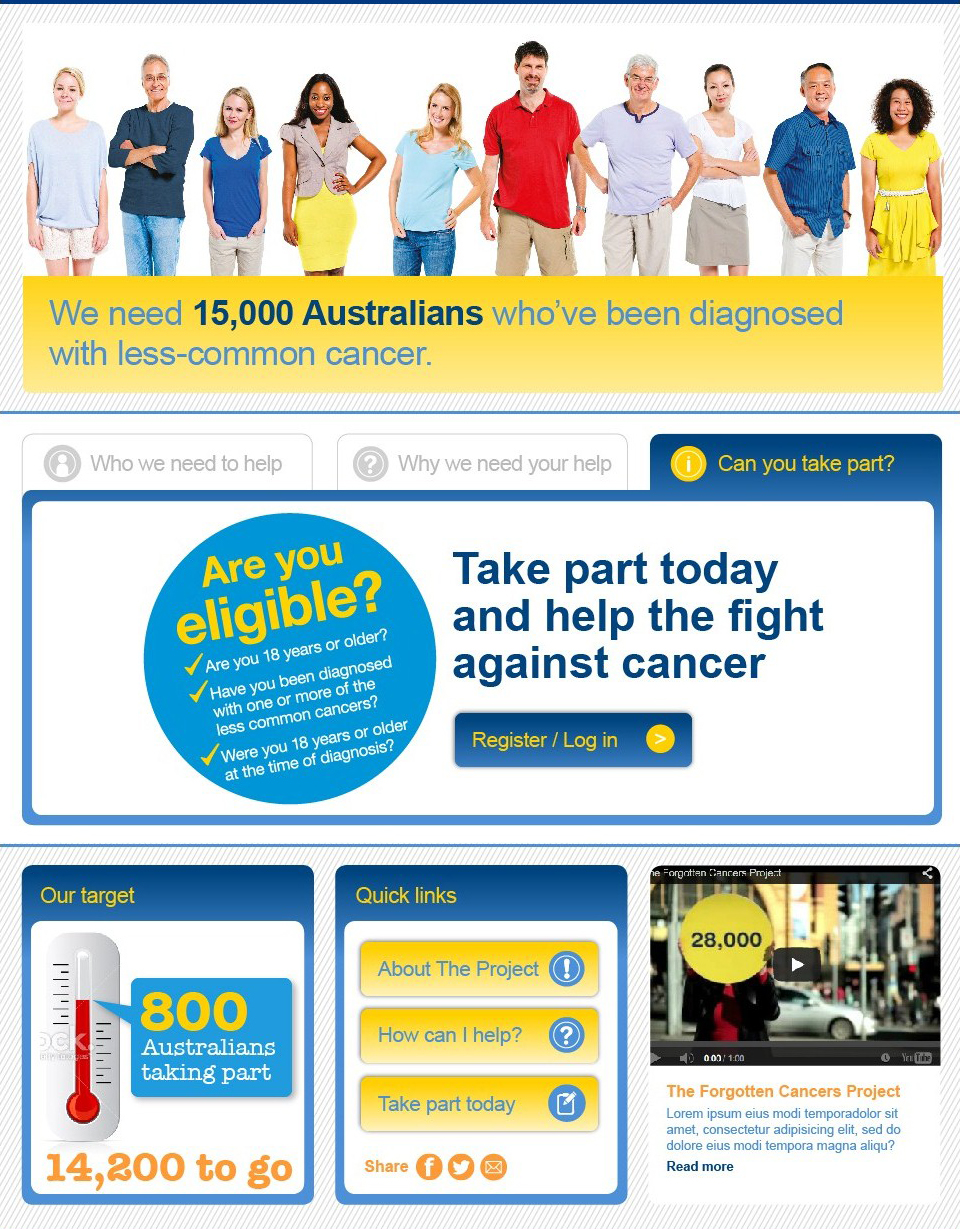 We need 15,000 Australians who've been diagnosed
with less-common cancer.
Who we need to help
Why we need your help
Can you take part?
Are you
eligible?
Are you 18 years or older?
Have you been diagnosed
with one or more of the
less common cancers?
Were you 18 years or older
at the time of diagnosis?
Take part today
and help the fight
against cancer
Register / Log in
Our target
800
Australians
taking part
14,200 to go
Quick links
About The Project
How can I help?
Take part today
Share
he Forgotten Cancers Project
28,000
0:00 / 1:00
YouTube
The Forgotten Cancers Project
Lorem ipsum eius modi temporadolor sit
amet, consectetur adipisicing elit, sed do
dolore eius modi tempora magna aliqu?
Read more